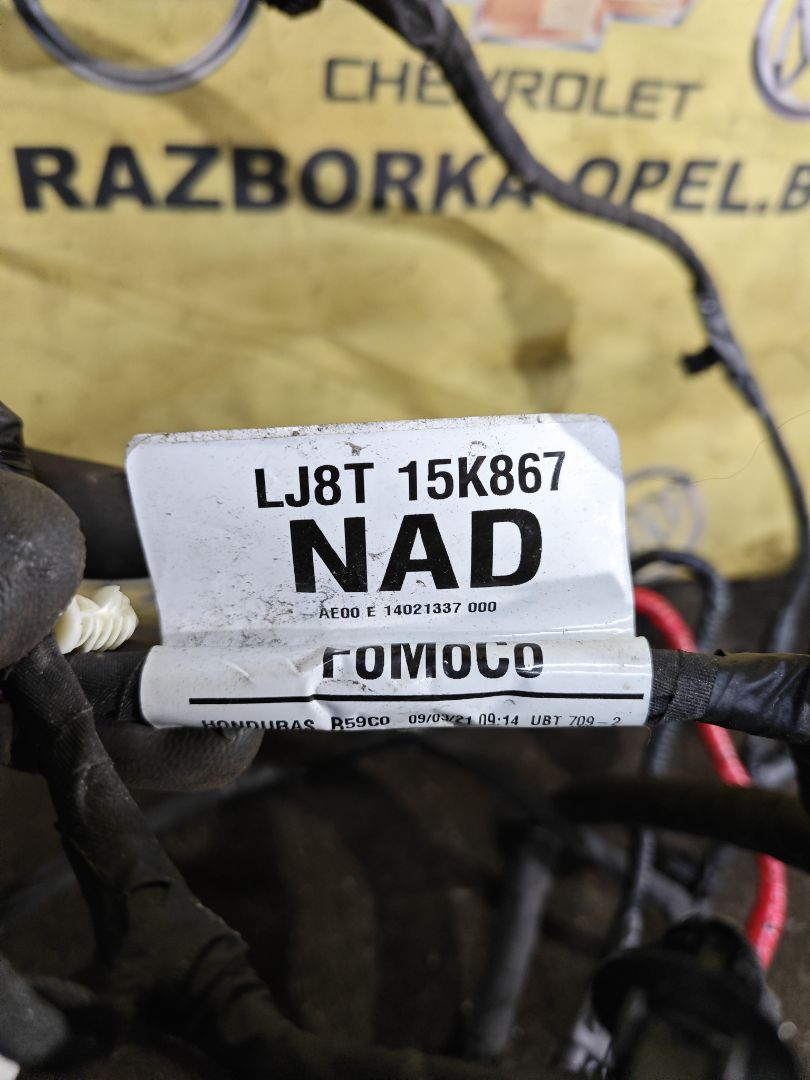 CHEVROLET
RAZBORKA-OPEL.B
LJ8T 15K867
NAD
AE00 E 14021337 000
FoMoCo
HONDURAS R59C0 09/03/21 09:14 UBT 709-2